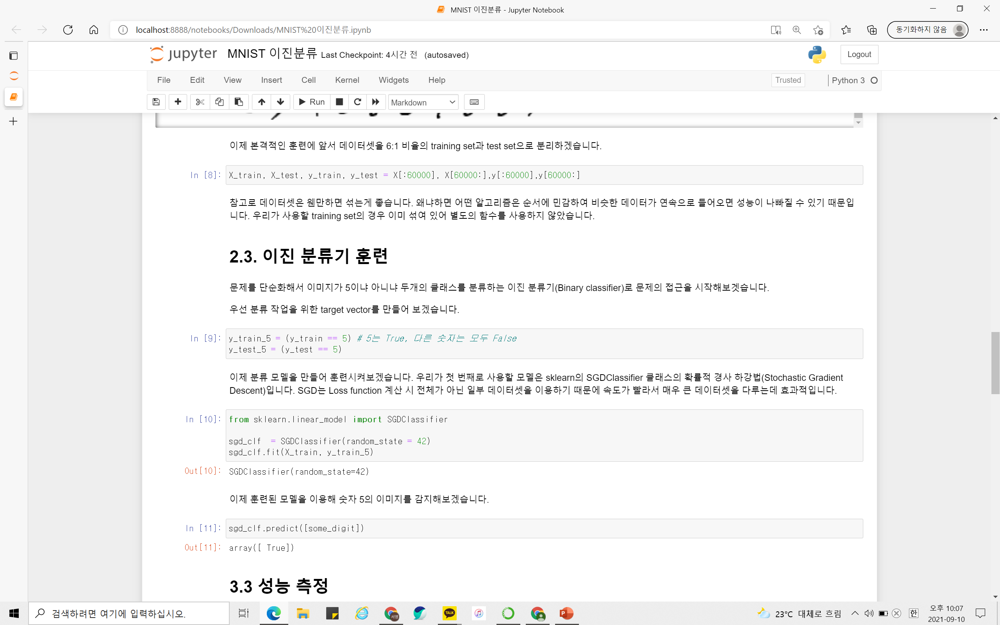 MNIST 이진분류 - Jupyter Notebook
localhost:8888/notebooks/Downloads/MNIST%20이진분류.ipynb
동기화하지 않음
jupyter MNIST 이진분류 Last Checkpoint: 4시간 전 (autosaved)
Logout
File Edit View Insert Cell Kernel Widgets Help
Trusted
Python 3
Run
Markdown
이제 본격적인 훈련에 앞서 데이터셋을 6:1 비율의 training set과 test set으로 분리하겠습니다.
In [8]: X_train, X_test, y_train, y_test = X[:60000], X[60000:],y[:60000],y[60000:]
참고로 데이터셋은 웬만하면 섞는게 좋습니다. 왜냐하면 어떤 알고리즘은 순서에 민감하여 비슷한 데이터가 연속으로 들어오면 성능이 나빠질 수 있기 때문입
니다. 우리가 사용할 training set의 경우 이미 섞여 있어 별도의 함수를 사용하지 않았습니다.
2.3. 이진 분류기 훈련
문제를 단순화해서 이미지가 5이냐 아니냐 두개의 클래스를 분류하는 이진 분류기(Binary classifier)로 문제의 접근을 시작해보겟습니다.
우선 분류 작업을 위한 target vector를 만들어 보겠습니다.
In [9]: y_train_5 = (y_train == 5) # 5는 True, 다른 숫자는 모두 False
y_test_5 = (y_test == 5)
이제 분류 모델을 만들어 훈련시켜보겠습니다. 우리가 첫 번째로 사용할 모델은 sklearn의 SGDClassifier 클래스의 확률적 경사 하강법(Stochastic Gradient
Descent)입니다. SGD는 Loss function 계산 시 전체가 아닌 일부 데이터셋을 이용하기 때문에 속도가 빨라서 매우 큰 데이터셋을 다루는데 효과적입니다.
In [10]: from sklearn.linear_model import SGDClassifier
sgd_clf  = SGDClassifier(random_state = 42)
sgd_clf.fit(X_train, y_train_5)
Out[10]: SGDClassifier(random_state=42)
이제 훈련된 모델을 이용해 숫자 5의 이미지를 감지해보겠습니다.
In [11]: sgd_clf.predict([some_digit])
Out[11]: array([ True])
3.3 성능 측정
검색하려면 여기에 입력하십시오.
서영
TALK
P
23°C 대체로 흐림
한
오후 10:07
2021-09-10